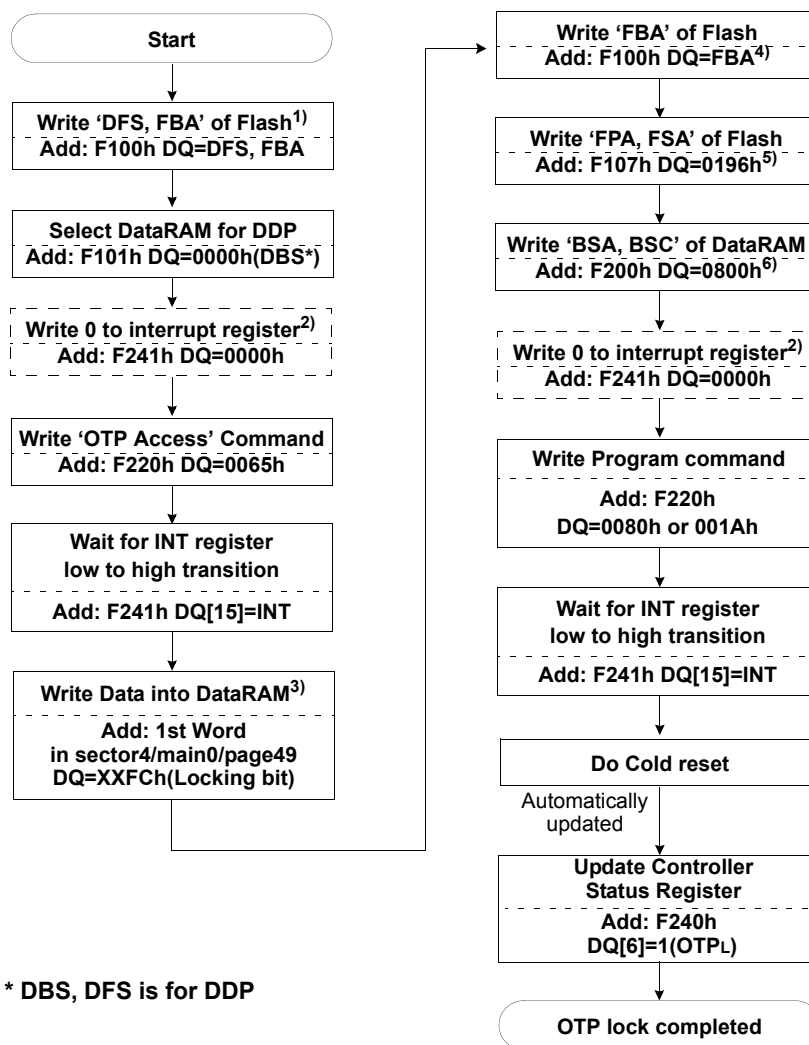 Start
Write ‘DFS, FBA’ of Flash1)
Add: F100h DQ=DFS, FBA
Select DataRAM for DDP
Add: F101h DQ=0000h(DBS*)
Write 0 to interrupt register2)
Add: F241h DQ=0000h
Write ‘OTP Access’ Command
Add: F220h DQ=0065h
Wait for INT register
low to high transition
Add: F241h DQ[15]=INT
Write Data into DataRAM3)
Add: 1st Word
in sector4/main0/page49
DQ=XXFCh(Locking bit)
Write ‘FBA’ of Flash
Add: F100h DQ=FBA4)
Write ‘FPA, FSA’ of Flash
Add: F107h DQ=0196h5)
Write ‘BSA, BSC’ of DataRAM
Add: F200h DQ=0800h6)
Write 0 to interrupt register2)
Add: F241h DQ=0000h
Write Program command
Add: F220h
DQ=0080h or 001Ah
Wait for INT register
low to high transition
Add: F241h DQ[15]=INT
Do Cold reset
Automatically
updated
Update Controller
Status Register
Add: F240h
DQ[6]=1(OTPL)
OTP lock completed
* DBS, DFS is for DDP